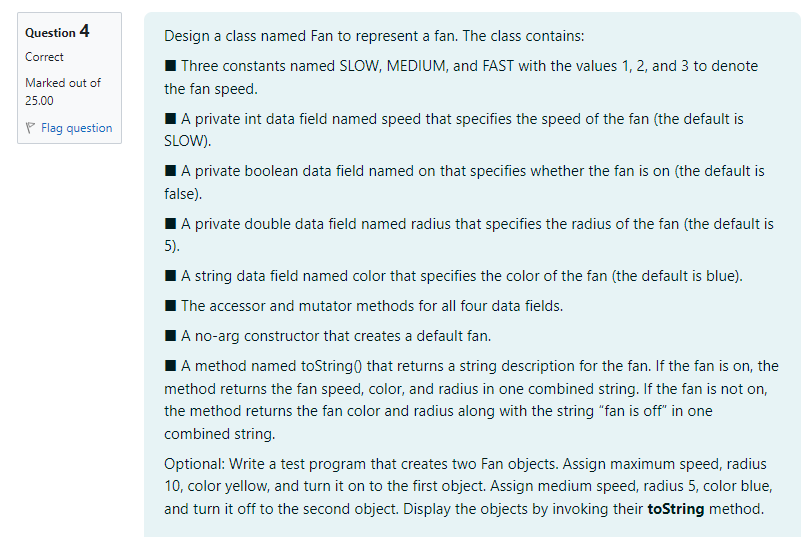 Question 4
Correct
Marked out of
25.00
Flag question
Design a class named Fan to represent a fan. The class contains:
■ Three constants named SLOW, MEDIUM, and FAST with the values 1, 2, and 3 to denote
the fan speed.
■ A private int data field named speed that specifies the speed of the fan (the default is
SLOW).
■ A private boolean data field named on that specifies whether the fan is on (the default is
false).
■ A private double data field named radius that specifies the radius of the fan (the default is
5).
■ A string data field named color that specifies the color of the fan (the default is blue).
■ The accessor and mutator methods for all four data fields.
■ A no-arg constructor that creates a default fan.
■ A method named toString() that returns a string description for the fan. If the fan is on, the
method returns the fan speed, color, and radius in one combined string. If the fan is not on,
the method returns the fan color and radius along with the string “fan is off” in one
combined string.
Optional: Write a test program that creates two Fan objects. Assign maximum speed, radius
10, color yellow, and turn it on to the first object. Assign medium speed, radius 5, color blue,
and turn it off to the second object. Display the objects by invoking their toString method.